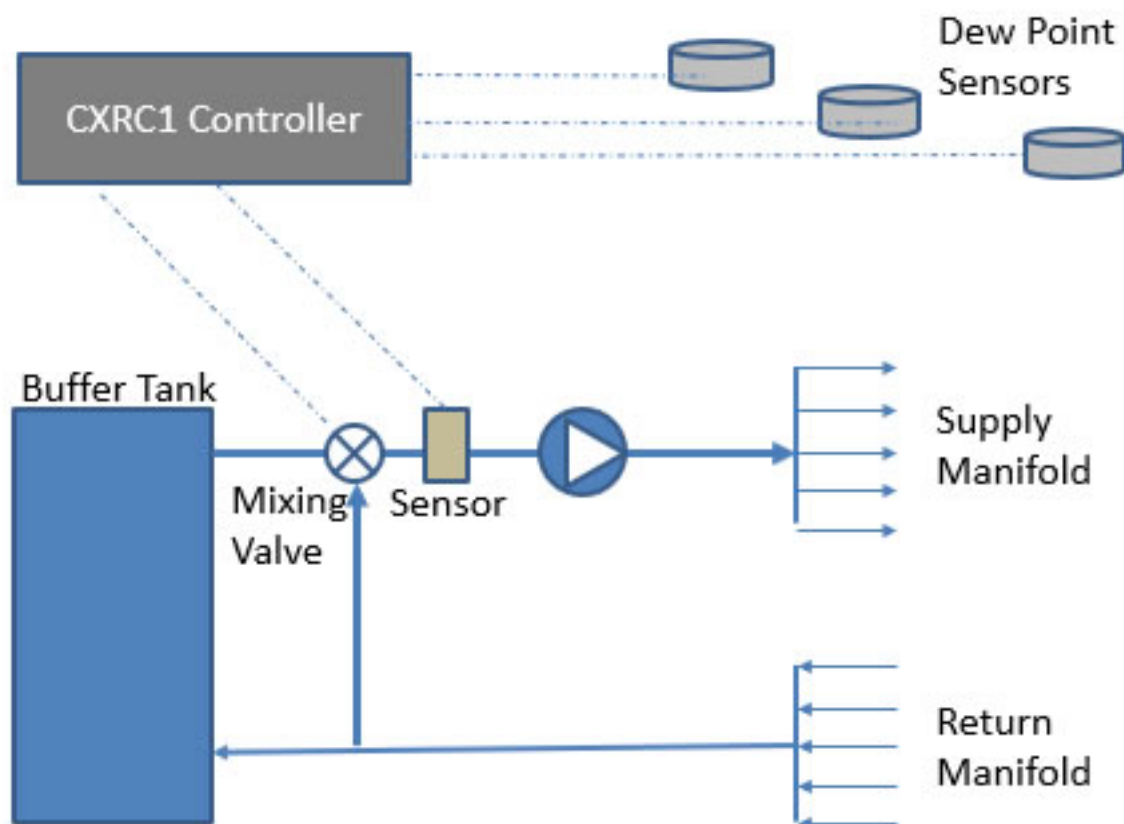 Dew Point
Sensors
CXRC1 Controller
Buffer Tank
Mixing
Valve
Sensor
Supply
Manifold
Return
Manifold